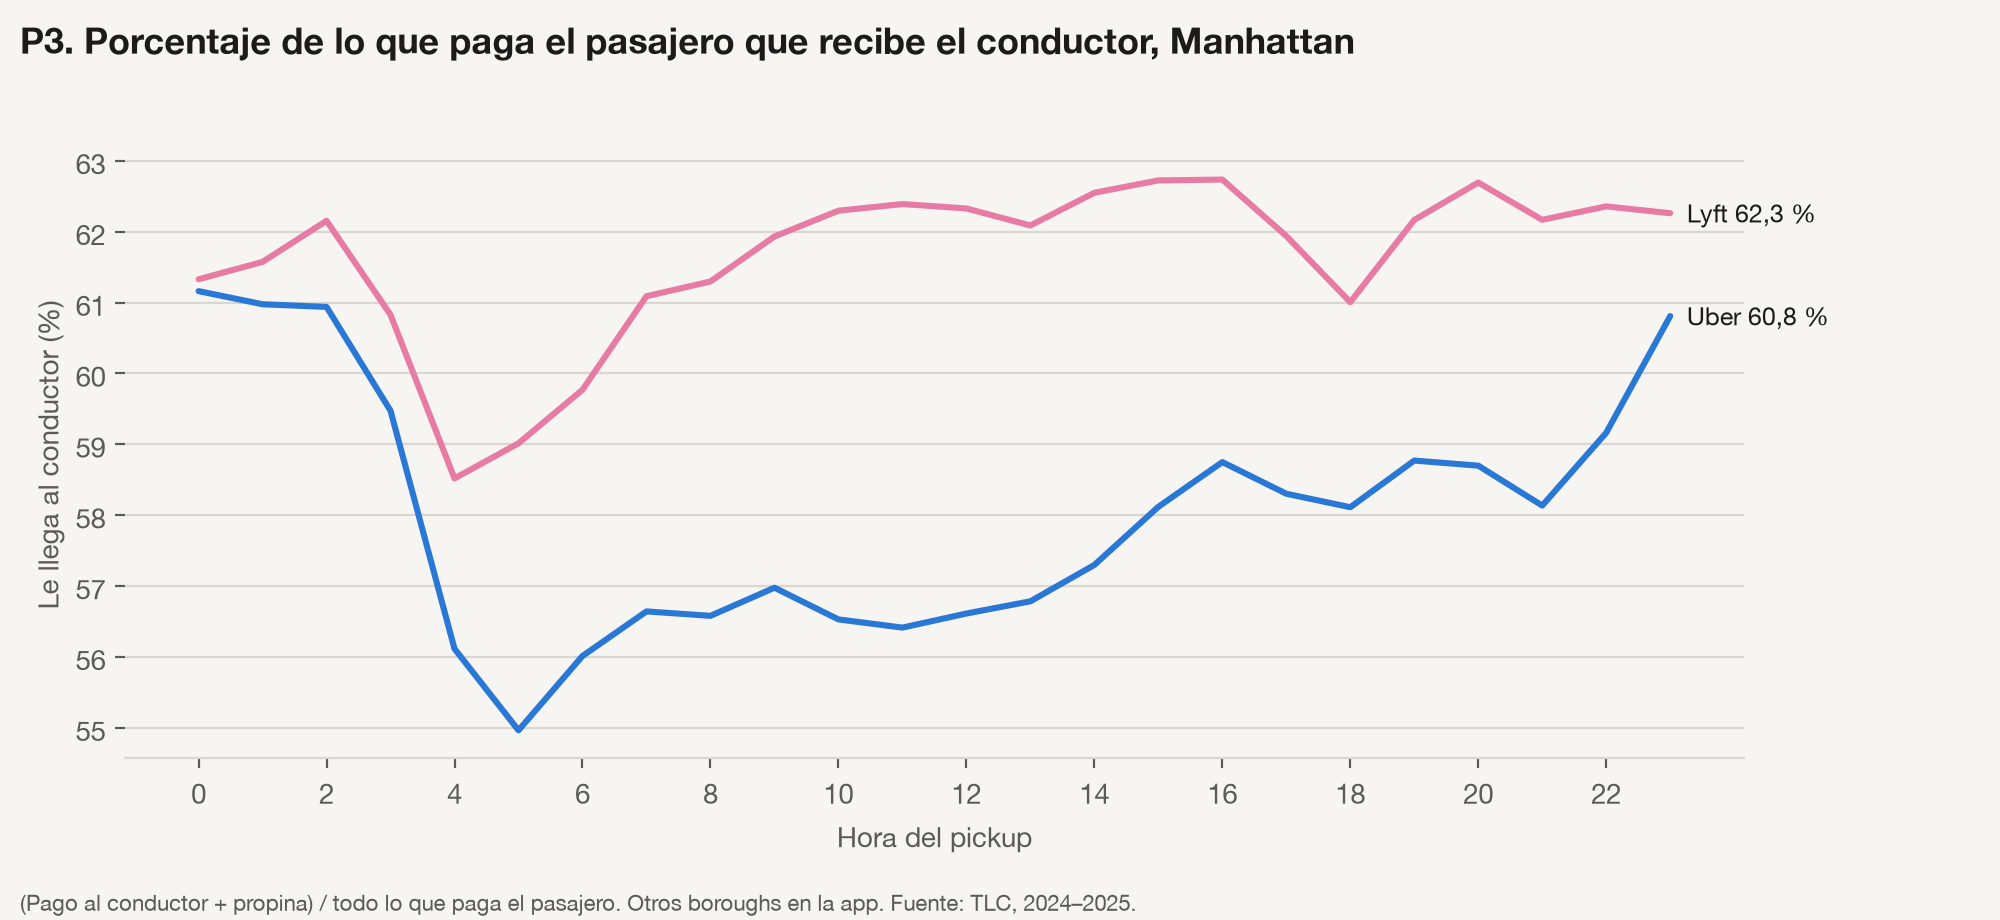 P3. Porcentaje de lo que paga el pasajero que recibe el conductor, Manhattan
63
62
61
60
59
58
57
56
55
Le llega al conductor (%)
Lyft 62,3 %
Uber 60,8 %
0 2 4 6 8 10 12 14 16 18 20 22
Hora del pickup
(Pago al conductor + propina) / todo lo que paga el pasajero. Otros boroughs en la app. Fuente: TLC, 2024–2025.